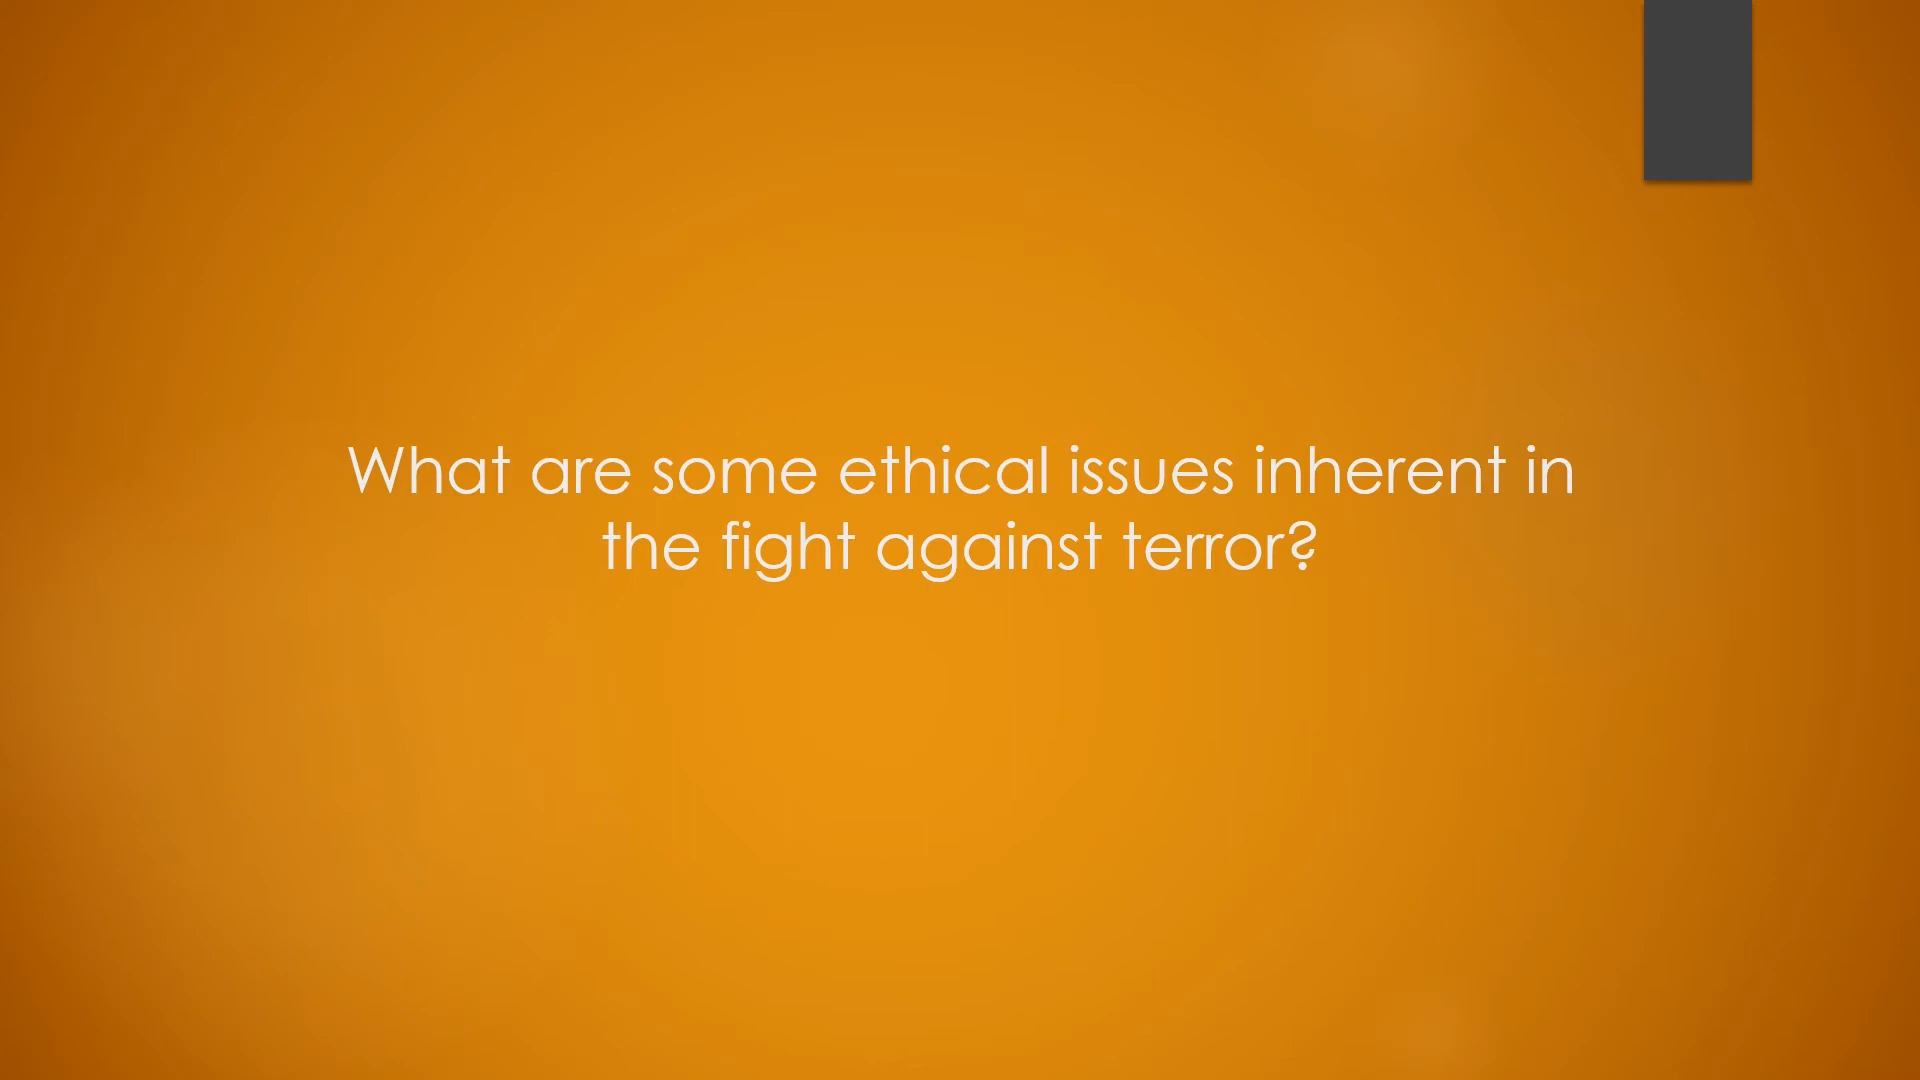 What are some ethical issues inherent in
the fight against terror?